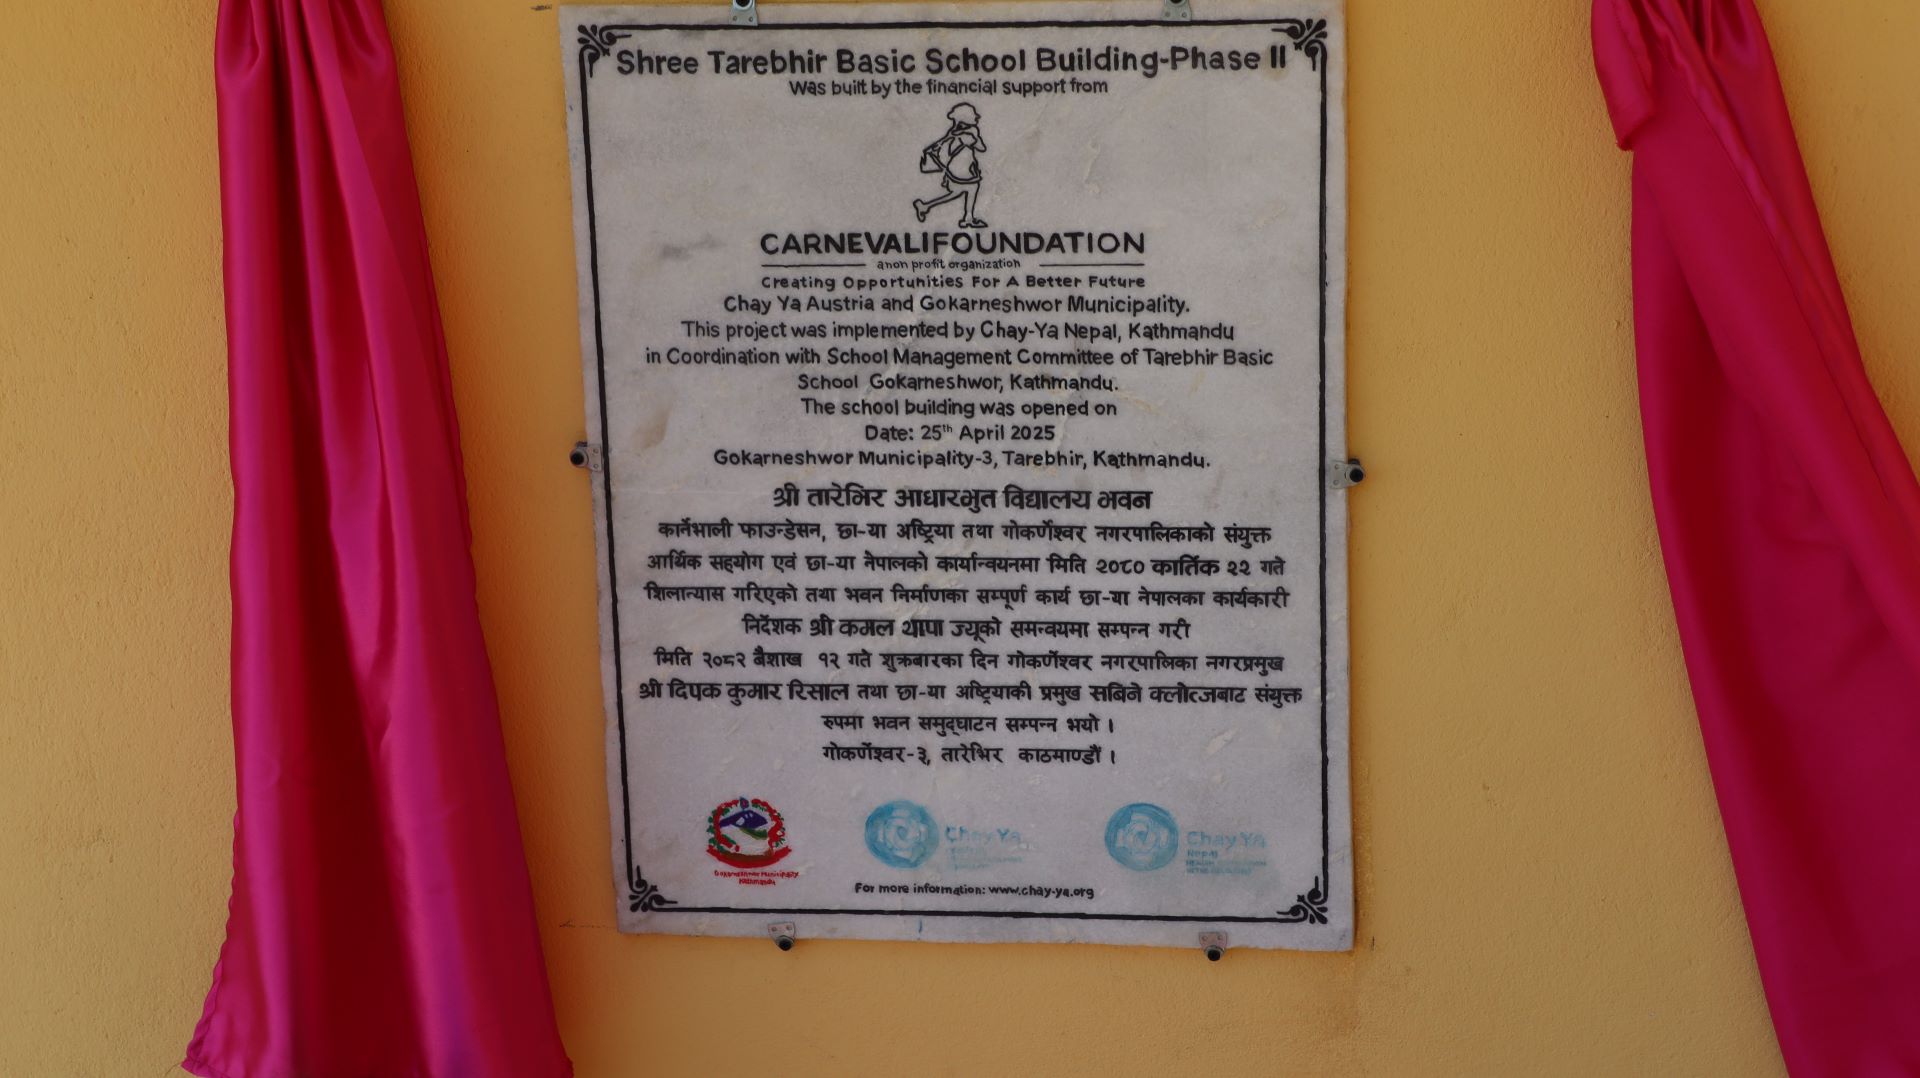 Shree Tarebhir Basic School Building-Phase II
Was built by the financial support from
CARNEVALIFOUNDATION
a non profit organization
Creating Opportunities For A Better Future
Chay Ya Austria and Gokarneshwor Municipality.
This project was implemented by Chay-Ya Nepal, Kathmandu
in Coordination with School Management Committee of Tarebhir Basic
School Gokarneshwor, Kathmandu.
The school building was opened on
Date: 25th April 2025
Gokarneshwor Municipality-3, Tarebhir, Kathmandu.
श्री तारेभिर आधारभुत विद्यालय भवन
कार्नेभाली फाउन्डेसन, छा-या अष्ट्रिया तथा गोकर्णेश्वर नगरपालिकाको संयुक्त
आर्थिक सहयोग एवं छा-या नेपालको कार्यान्वयनमा मिति २०८० कार्तिक २२ गते
शिलान्यास गरिएको तथा भवन निर्माणका सम्पूर्ण कार्य छा-या नेपालका कार्यकारी
निर्देशक श्री कमल थापा ज्यूको समन्वयमा सम्पन्न गरी
मिति २०८२ बैशाख १२ गते शुक्रबारका दिन गोकर्णेश्वर नगरपालिका नगरप्रमुख
श्री दिपक कुमार रिसाल तथा छा-या अष्ट्रियाकी प्रमुख सबिने क्लोत्जबाट संयुक्त
रुपमा भवन समुद्घाटन सम्पन्न भयो ।
गोकर्णेश्वर-३, तारेभिर काठमाण्डौं ।
Gokarneshwor Municipality
Kathmandu
Chay Ya
Chay Ya
Nepal
For more information: www.chay-ya.org